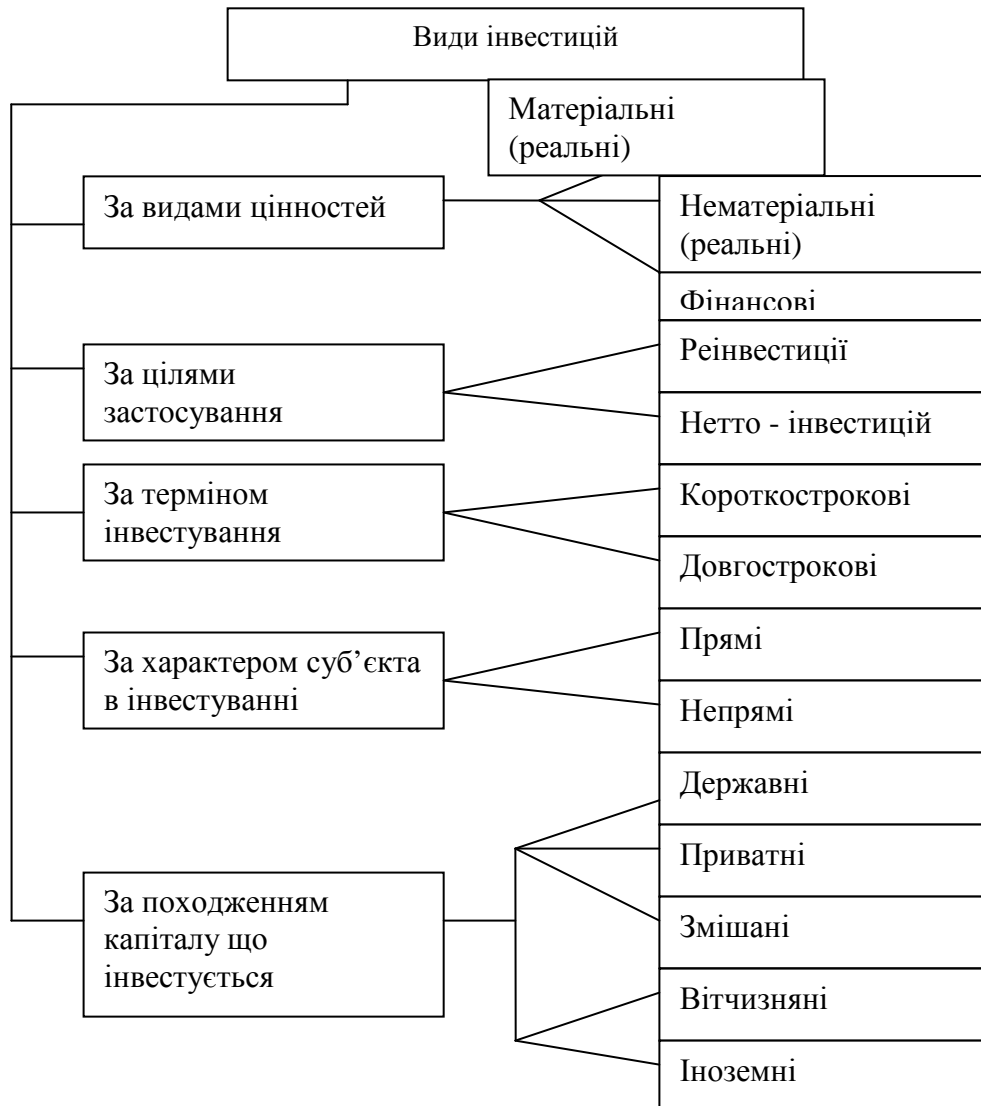 Види інвестицій
Матеріальні
(реальні)
За видами цінностей
Нематеріальні
(реальні)
Фінансові
За цілями
застосування
Реінвестиції
Нетто - інвестицій
За терміном
інвестування
Короткострокові
Довгострокові
За характером суб’єкта
в інвестуванні
Прямі
Непрямі
За походженням
капіталу що
інвестується
Державні
Приватні
Змішані
Вітчизняні
Іноземні